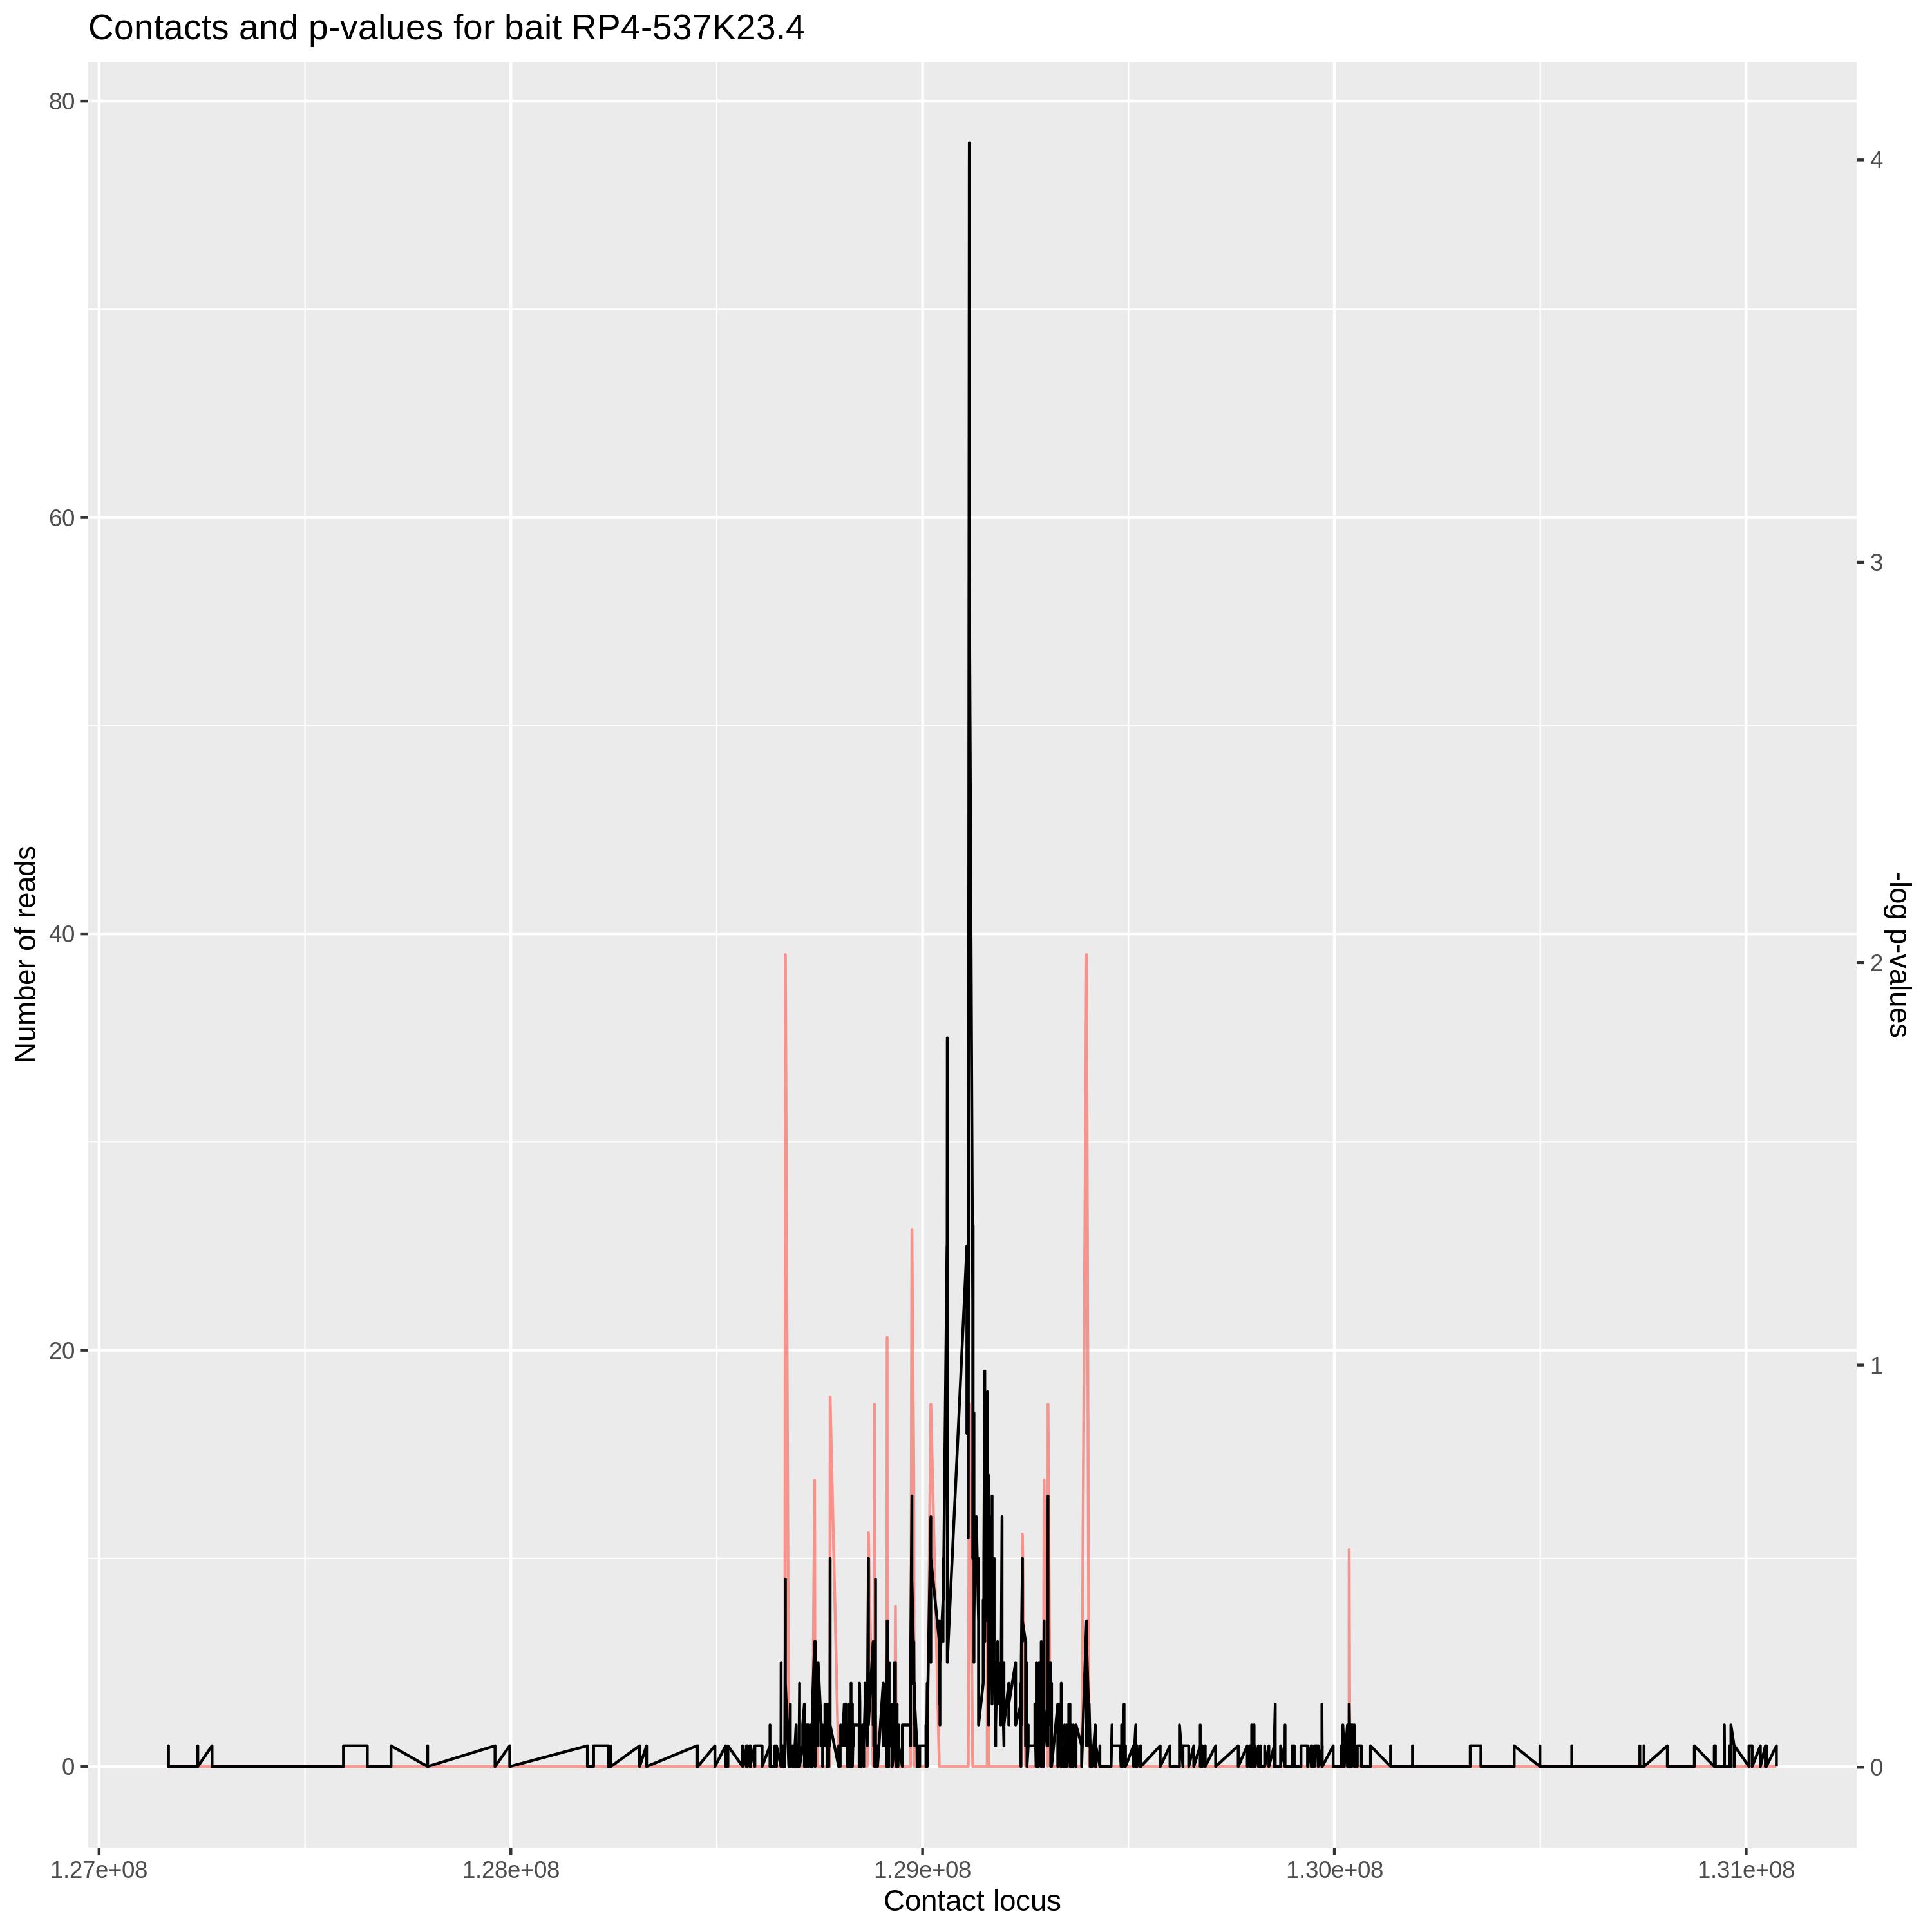 Contacts and p-values for bait RP4-537K23.4
80
60
40
20
0
Number of reads
4
3
2
1
0
-log p-values
1.27e+08
1.28e+08
1.29e+08
1.30e+08
1.31e+08
Contact locus